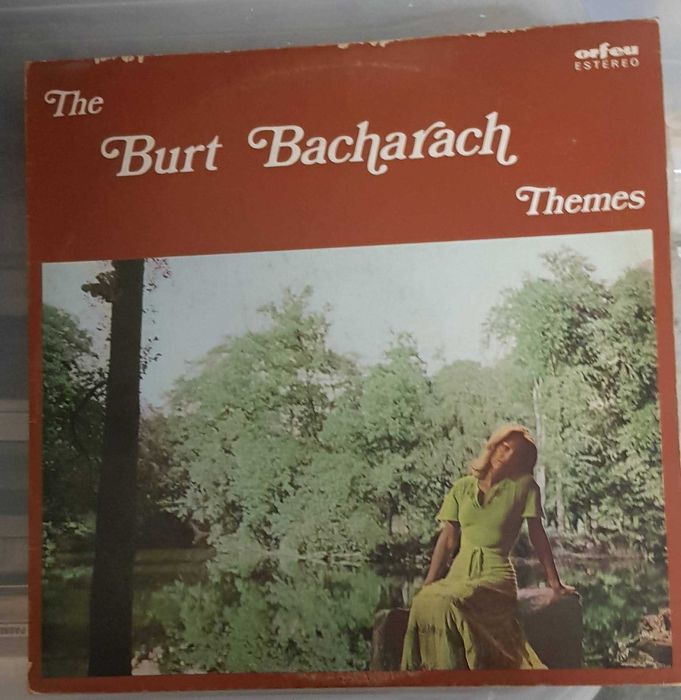 orfeu
ESTEREO
The
Burt Bacharach
Themes